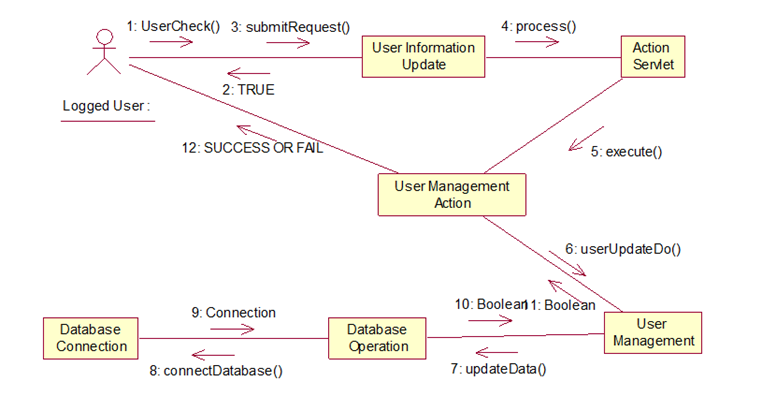 1: UserCheck()
3: submitRequest()
4: process()
User Information
Update
Action
Servlet
2: TRUE
Logged User :
12: SUCCESS OR FAIL
5: execute()
User Management
Action
6: userUpdateDo()
9: Connection
10: Boolean
11: Boolean
Database
Connection
Database
Operation
User
Management
8: connectDatabase()
7: updateData()